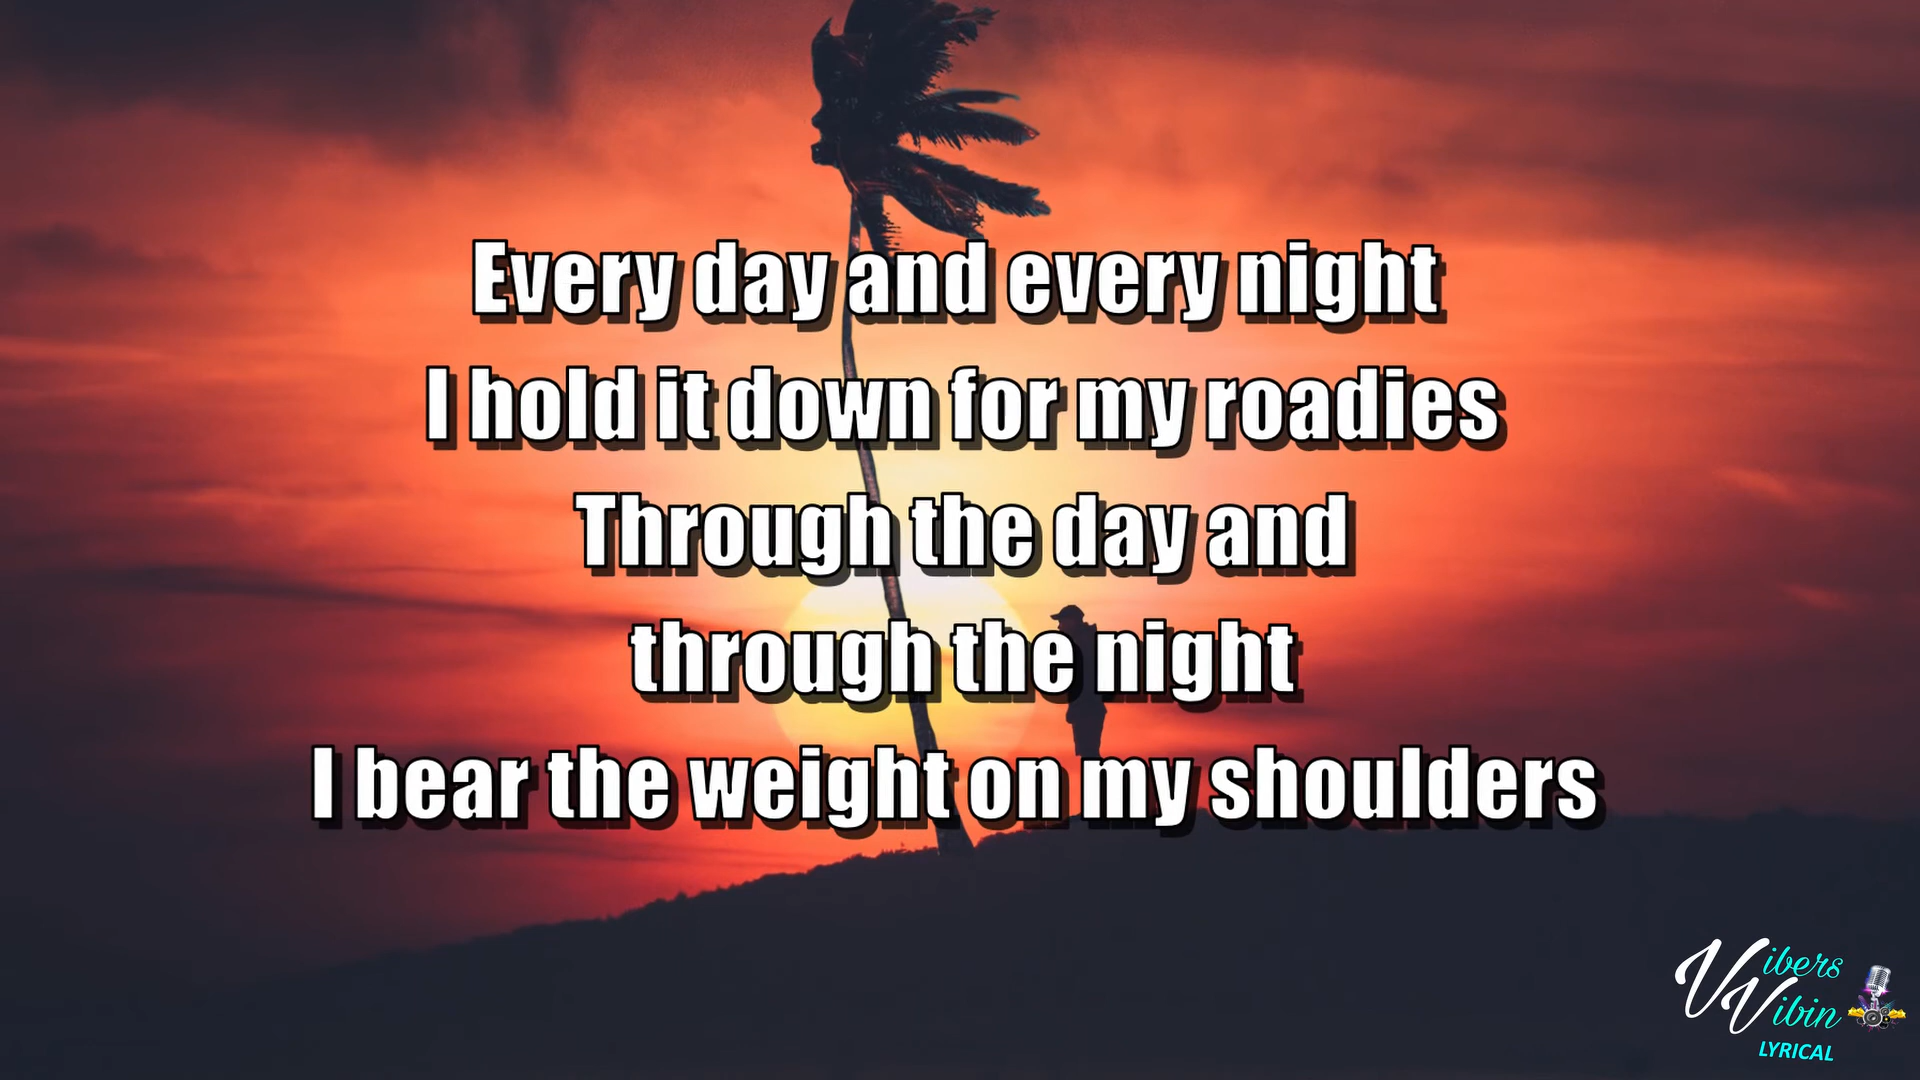 Every day and every night
I hold it down for my roadies
Through the day and
through the night
I bear the weight on my shoulders
Vibers
Vibin
LYRICAL